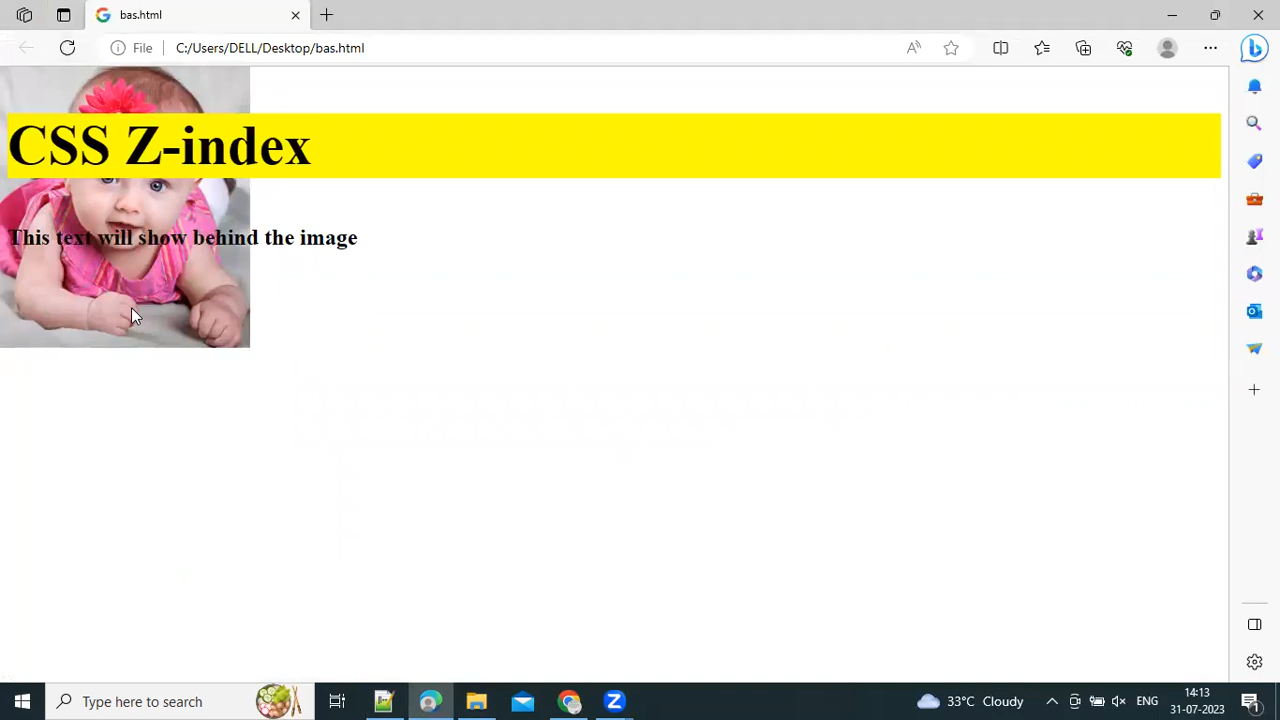 bas.html
File C:/Users/DELL/Desktop/bas.html
CSS Z-index
This text will show behind the image
Type here to search
33°C Cloudy
ENG
14:13
31-07-2023